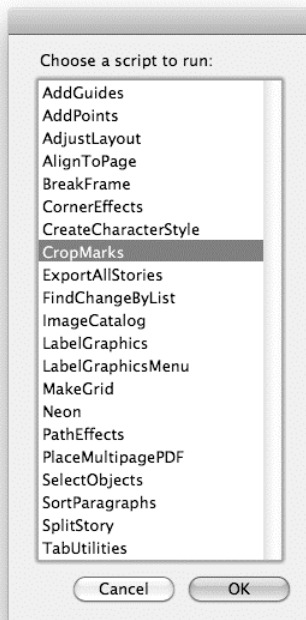 Choose a script to run:
AddGuides
AddPoints
AdjustLayout
AlignToPage
BreakFrame
CornerEffects
CreateCharacterStyle
CropMarks
ExportAllStories
FindChangeByList
ImageCatalog
LabelGraphics
LabelGraphicsMenu
MakeGrid
Neon
PathEffects
PlaceMultipagePDF
SelectObjects
SortParagraphs
SplitStory
TabUtilities
Cancel OK